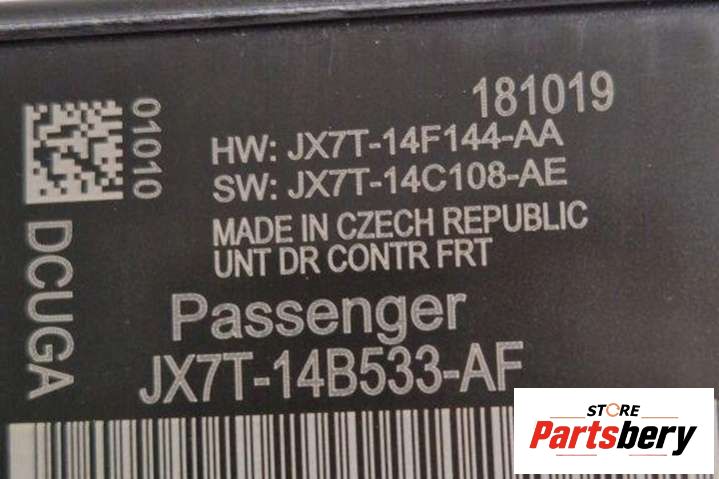 181019
01010
HW: JX7T-14F144-AA
SW: JX7T-14C108-AE
MADE IN CZECH REPUBLIC
UNT DR CONTR FRT
DCUGA
Passenger
JX7T-14B533-AF
STORE
Partsbery